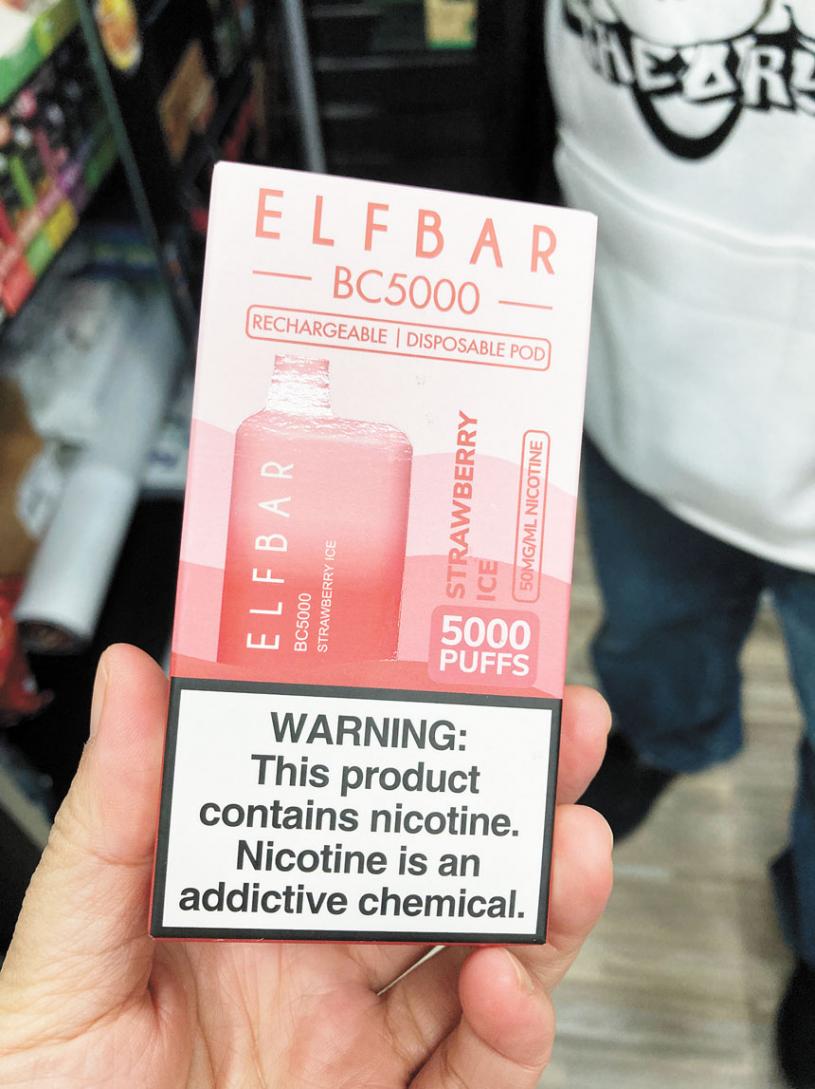 ELFBAR
BC5000
RECHARGEABLE | DISPOSABLE POD
ELFBAR
BC5000
STRAWBERRY ICE
STRAWBERRY
ICE
50MG/ML NICOTINE
5000
PUFFS
WARNING:
This product
contains nicotine.
Nicotine is an
addictive chemical.